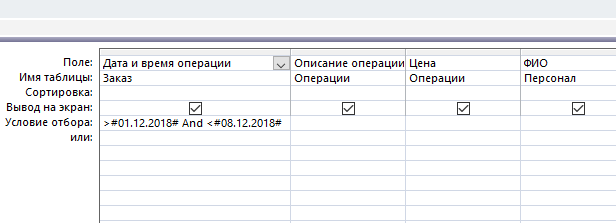 Поле: Дата и время операции Описание операции Цена ФИО
Имя таблицы: Заказ Операции Операции Персонал
Сортировка:
Вывод на экран:
Условие отбора: >#01.12.2018# And <#08.12.2018#
или: